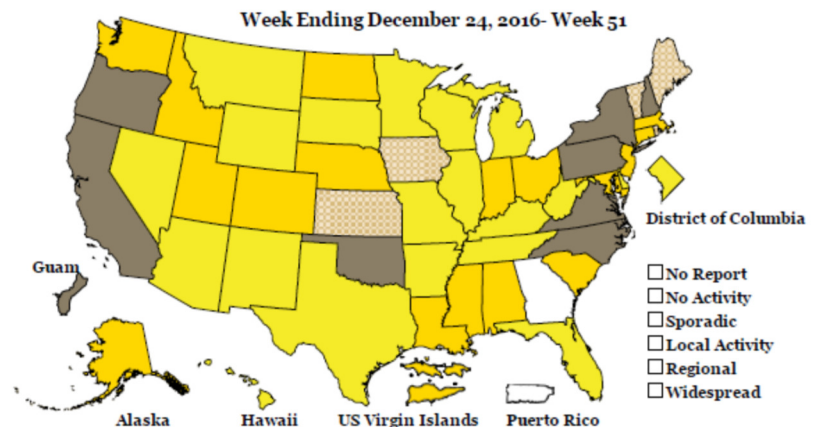 Week Ending December 24, 2016- Week 51
District of Columbia
Guam
No Report
No Activity
Sporadic
Local Activity
Regional
Widespread
Alaska
Hawaii
US Virgin Islands
Puerto Rico